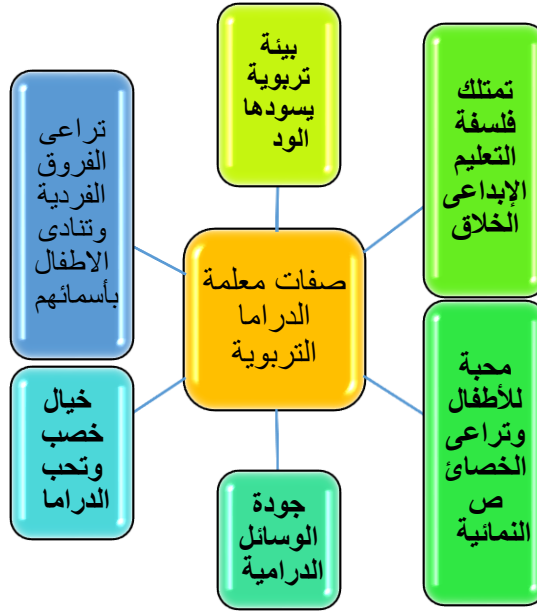 بيئة
تربوية
يسودها
الود
تمتلك
فلسفة
التعليم
الإبداعى
الخلاق
محبة
للأطفال
وتراعى
الخصائ
ص
النمائية
جودة
الوسائل
الدرامية
خيال
خصب
وتحب
الدراما
تراعى
الفروق
الفردية
وتنادى
الاطفال
بأسمائهم
صفات معلمة
الدراما
التربوية